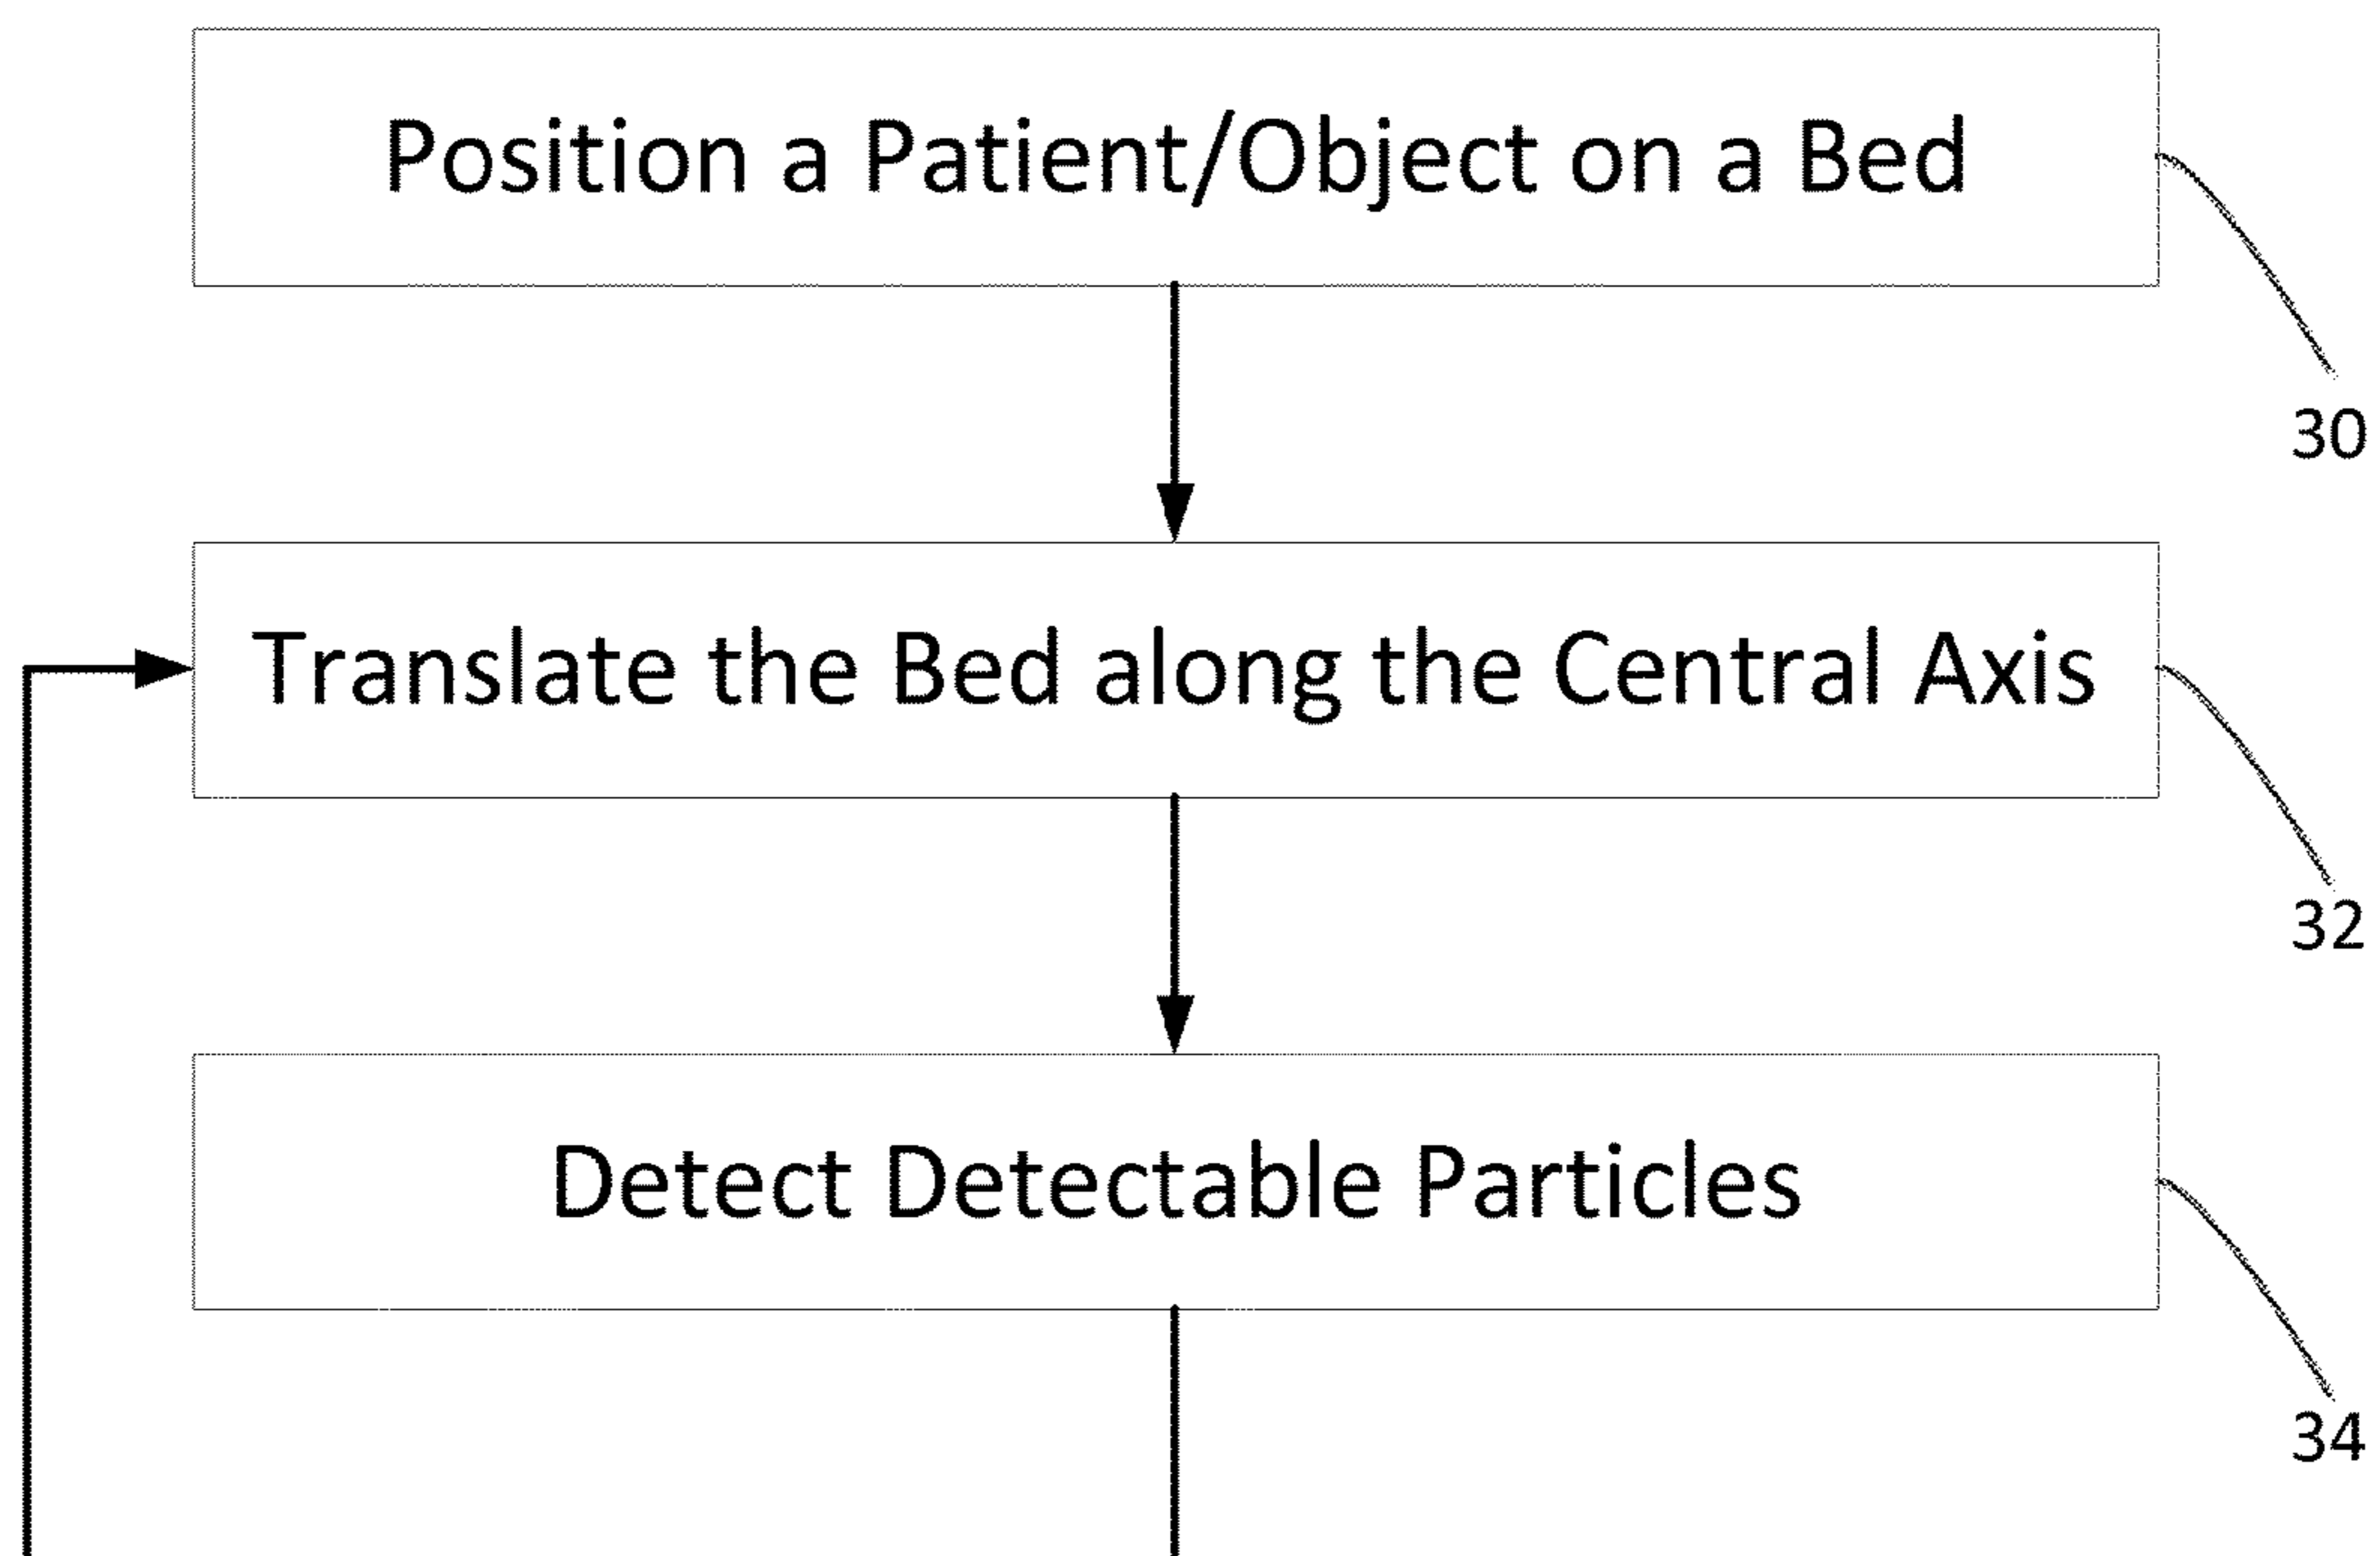 Position a Patient/Object on a Bed
30
Translate the Bed along the Central Axis
32
Detect Detectable Particles
34